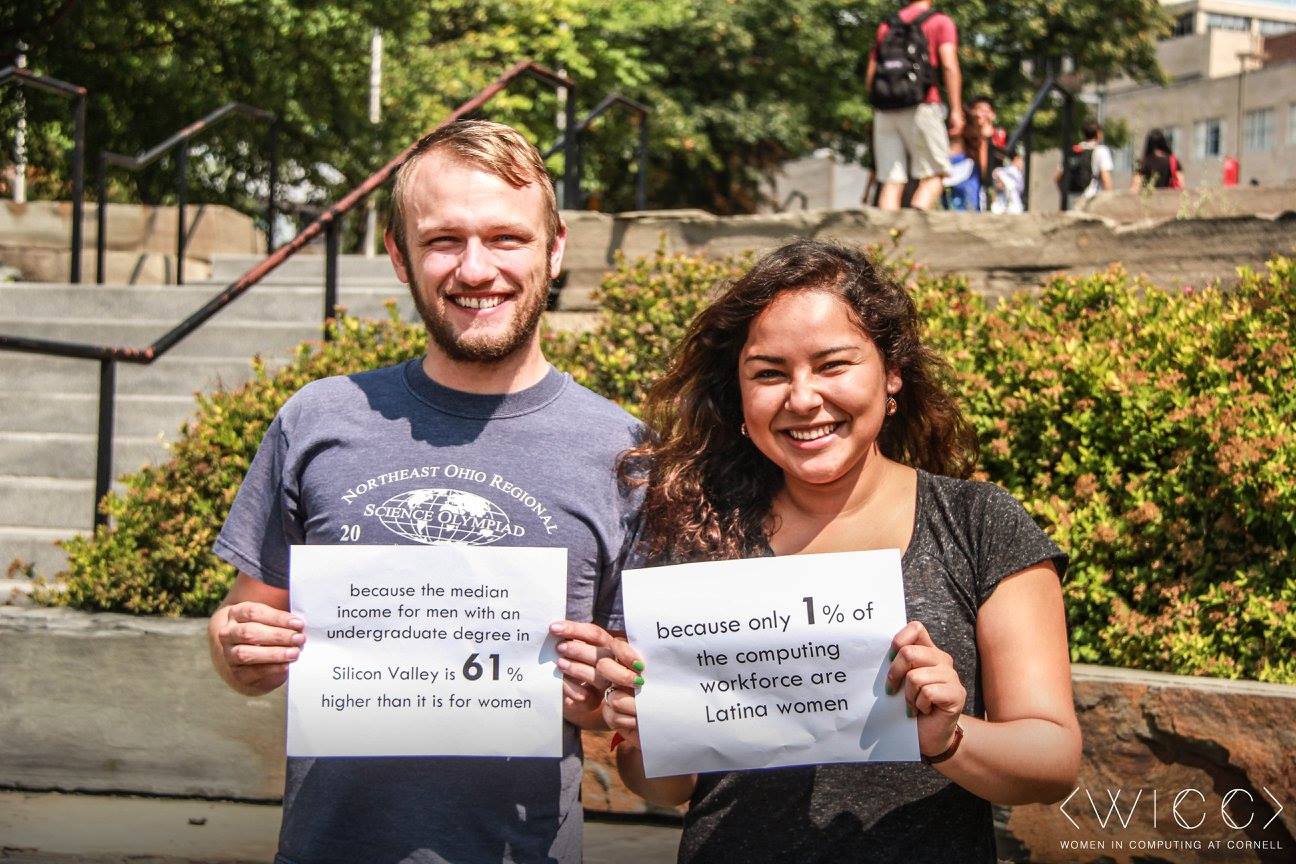 NORTHEAST OHIO REGIONAL
SCIENCE OLYMPIAD
20
because the median
income for men with an
undergraduate degree in
Silicon Valley is 61%
higher than it is for women
because only 1% of
the computing
workforce are
Latina women
<WICC>
WOMEN IN COMPUTING AT CORNELL